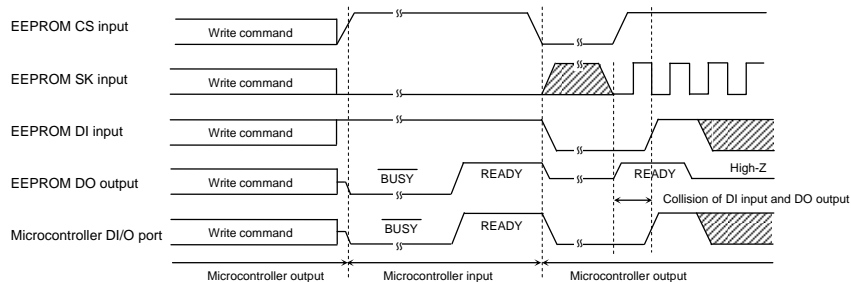 EEPROM CS input
Write command
EEPROM SK input
Write command
EEPROM DI input
Write command
EEPROM DO output
Write command
BUSY
READY
READY
High-Z
Collision of DI input and DO output
Microcontroller DI/O port
Write command
BUSY
READY
Microcontroller output
Microcontroller input
Microcontroller output